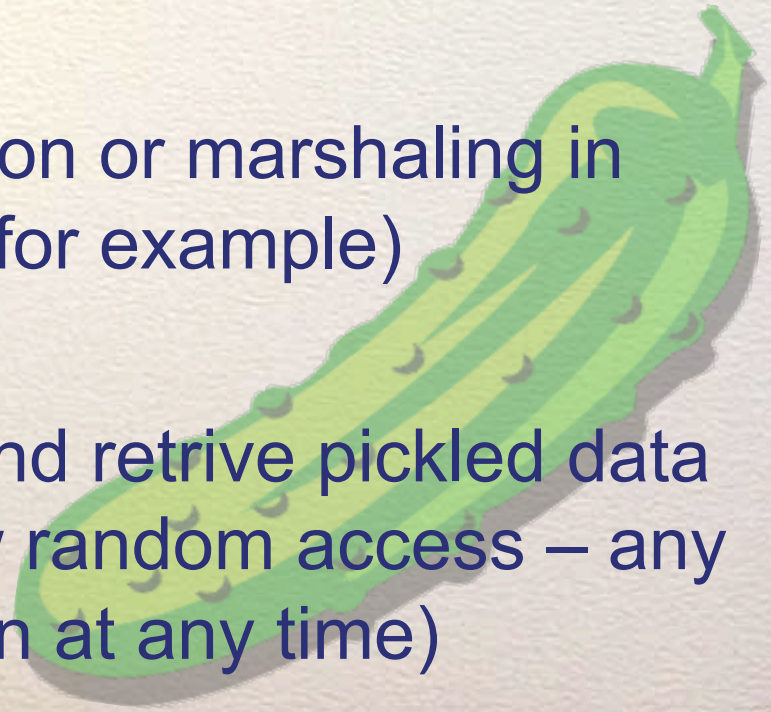 on or marshaling in
for example)
nd retrive pickled data
random access – any
n at any time)